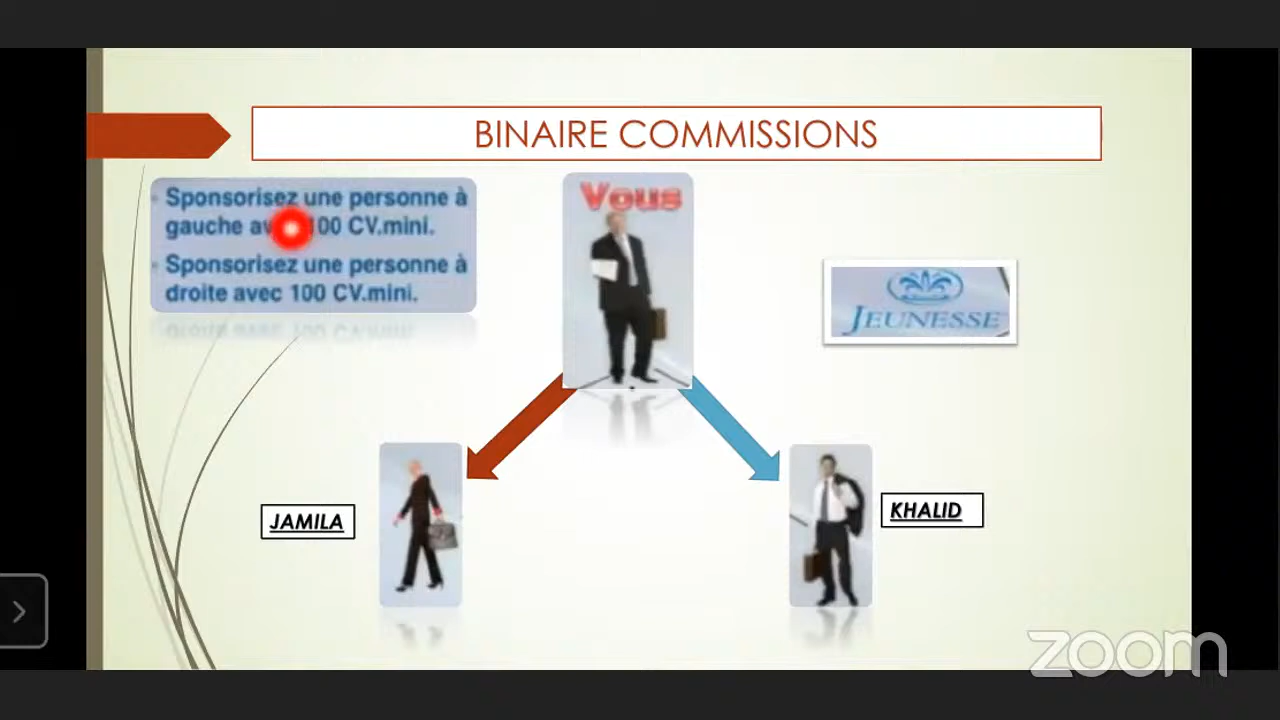 BINAIRE COMMISSIONS
Sponsorisez une personne à
gauche 100 CV.mini.
Sponsorisez une personne à
droite avec 100 CV.mini.
Vous
JEUNESSE
JAMILA
KHALID
zoom